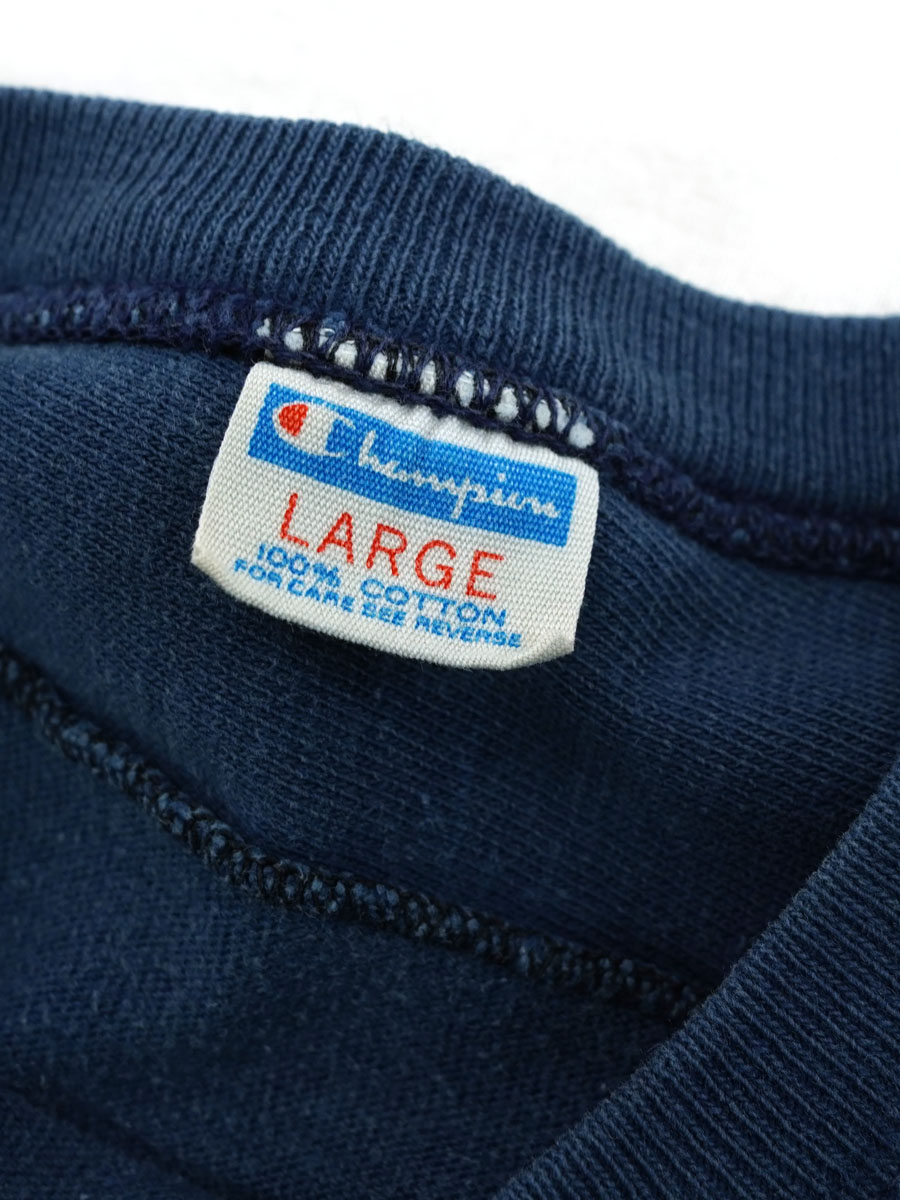 Champion
LARGE
100% COTTON
FOR CARE SEE REVERSE